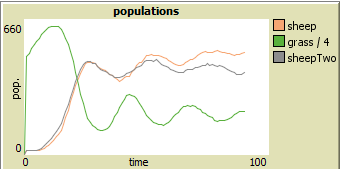 populations
660
pop.
0
0
time
100
sheep
grass / 4
sheepTwo